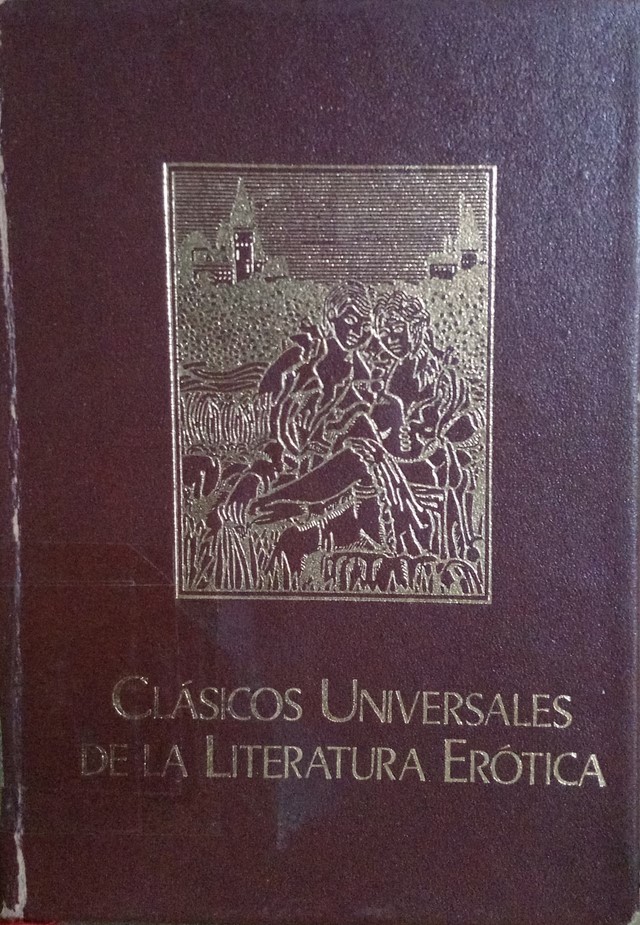 CLÁSICOS UNIVERSALES
DE LA LITERATURA ERÓTICA